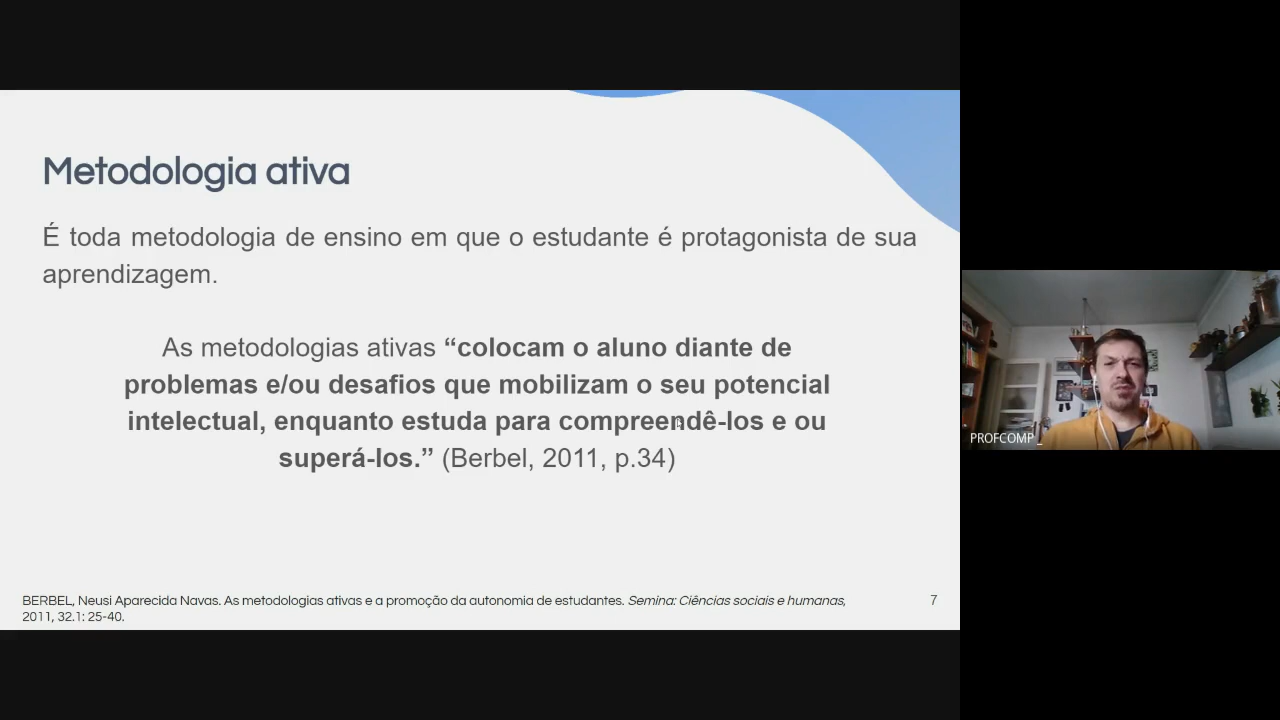 Metodologia ativa
É toda metodologia de ensino em que o estudante é protagonista de sua
aprendizagem.
As metodologias ativas “colocam o aluno diante de
problemas e/ou desafios que mobilizam o seu potencial
intelectual, enquanto estuda para compreendê-los e ou
superá-los.” (Berbel, 2011, p.34)
BERBEL, Neusi Aparecida Navas. As metodologias ativas e a promoção da autonomia de estudantes. Semina: Ciências sociais e humanas,
2011, 32.1: 25-40.
7
PROFCOMP _